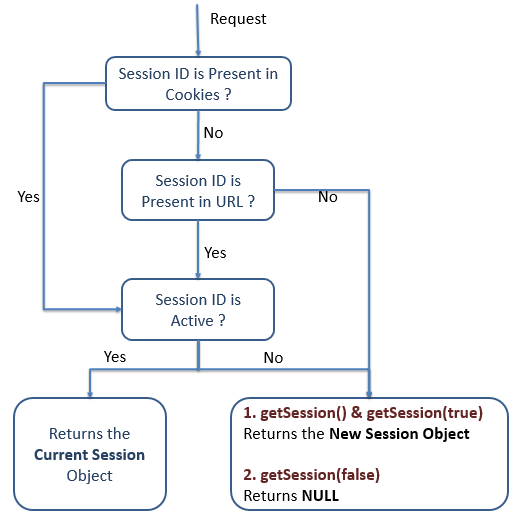 Request
Session ID is Present in
Cookies ?
No
Yes
Session ID is
Present in URL ?
No
Yes
Session ID is
Active ?
Yes
No
Returns the
Current Session
Object
1. getSession() & getSession(true)
Returns the New Session Object
2. getSession(false)
Returns NULL